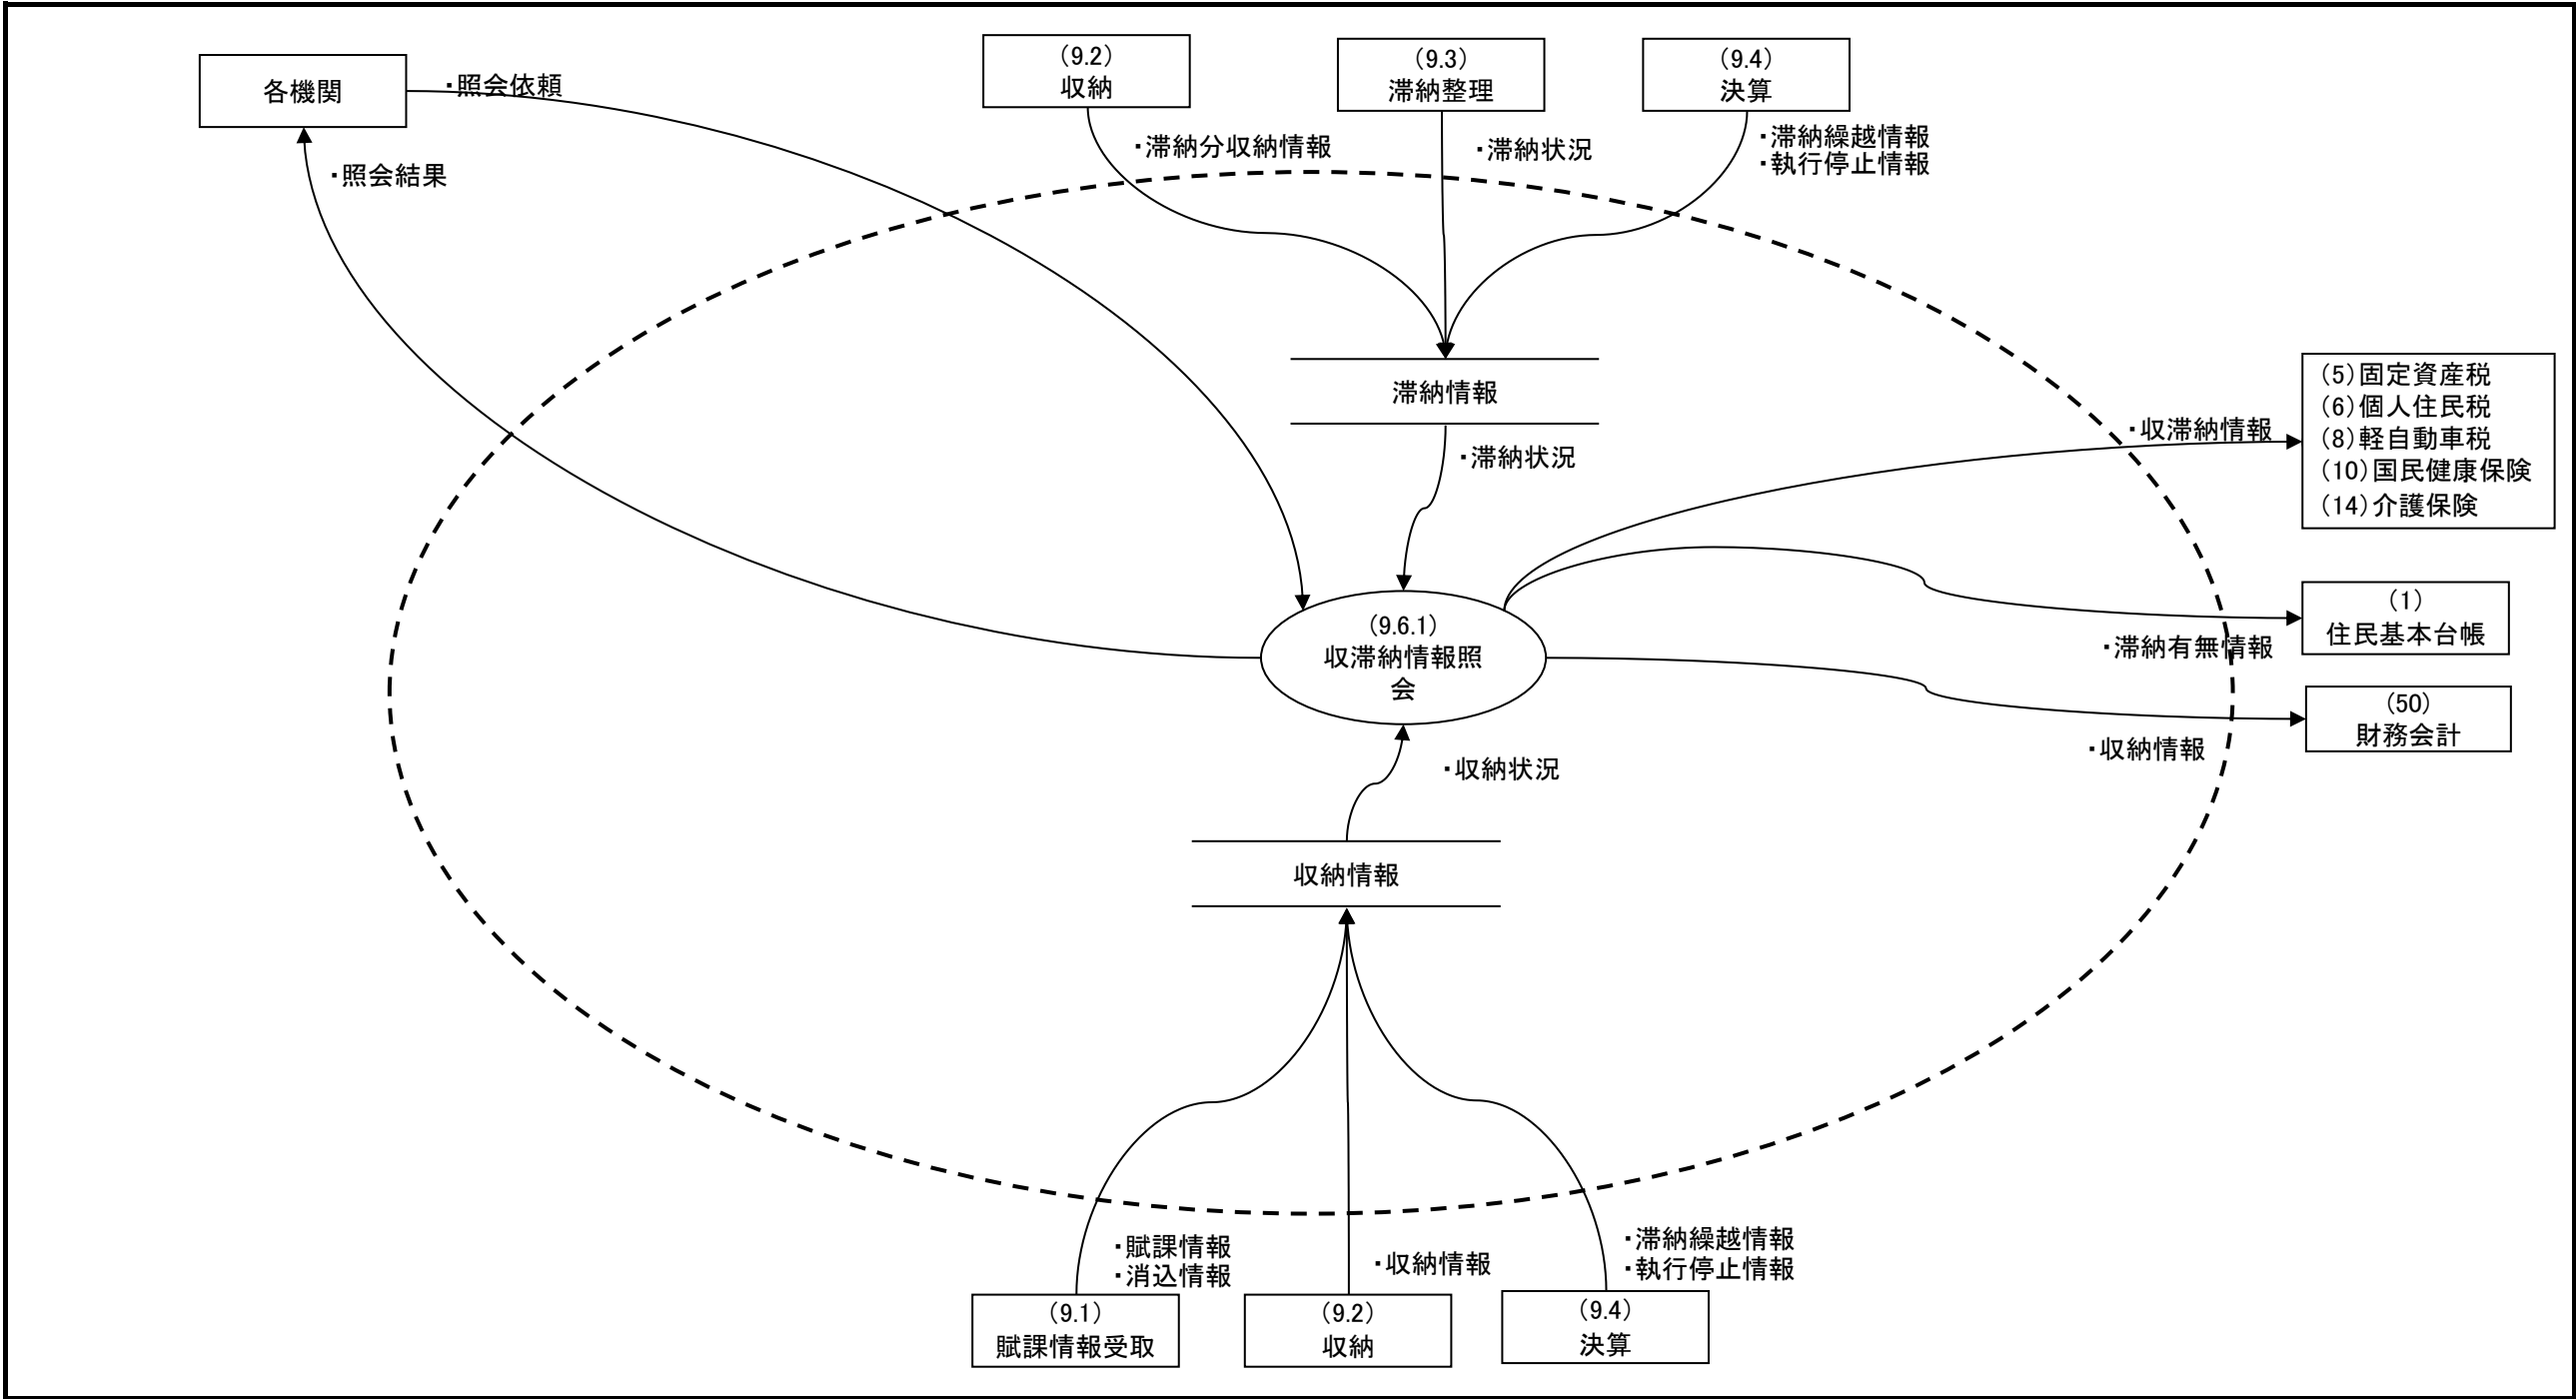 各機関
・照会依頼
・照会結果
（9.2）
収納
・滞納分収納情報
（9.3）
滞納整理
・滞納状況
（9.4）
決算
・滞納繰越情報
・執行停止情報
滞納情報
・滞納状況
・収滞納情報
（5）固定資産税
（6）個人住民税
（8）軽自動車税
（10）国民健康保険
（14）介護保険
（9.6.1）
収滞納情報照
会
（1）
住民基本台帳
・滞納有無情報
（50）
財務会計
・収納情報
・収納状況
収納情報
・賦課情報
・消込情報
（9.1）
賦課情報受取
・収納情報
（9.2）
収納
・滞納繰越情報
・執行停止情報
（9.4）
決算